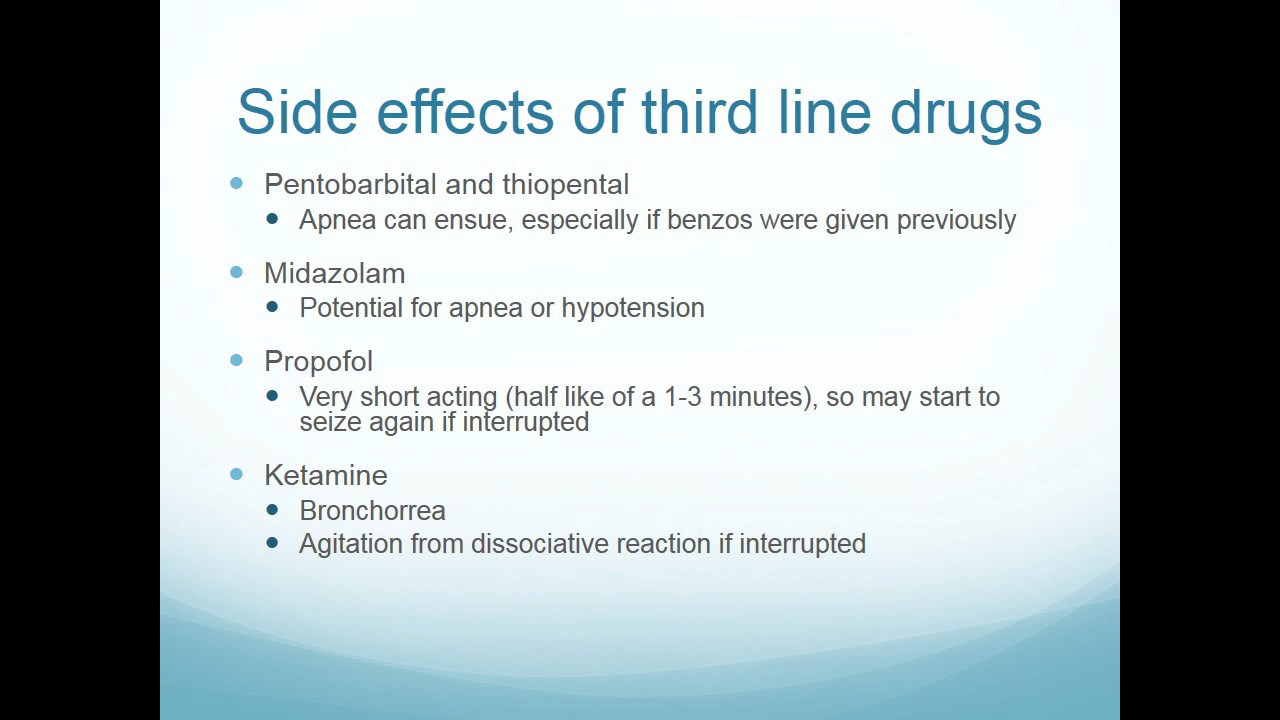 Side effects of third line drugs
Pentobarbital and thiopental
Apnea can ensue, especially if benzos were given previously
Midazolam
Potential for apnea or hypotension
Propofol
Very short acting (half like of a 1-3 minutes), so may start to
seize again if interrupted
Ketamine
Bronchorrea
Agitation from dissociative reaction if interrupted